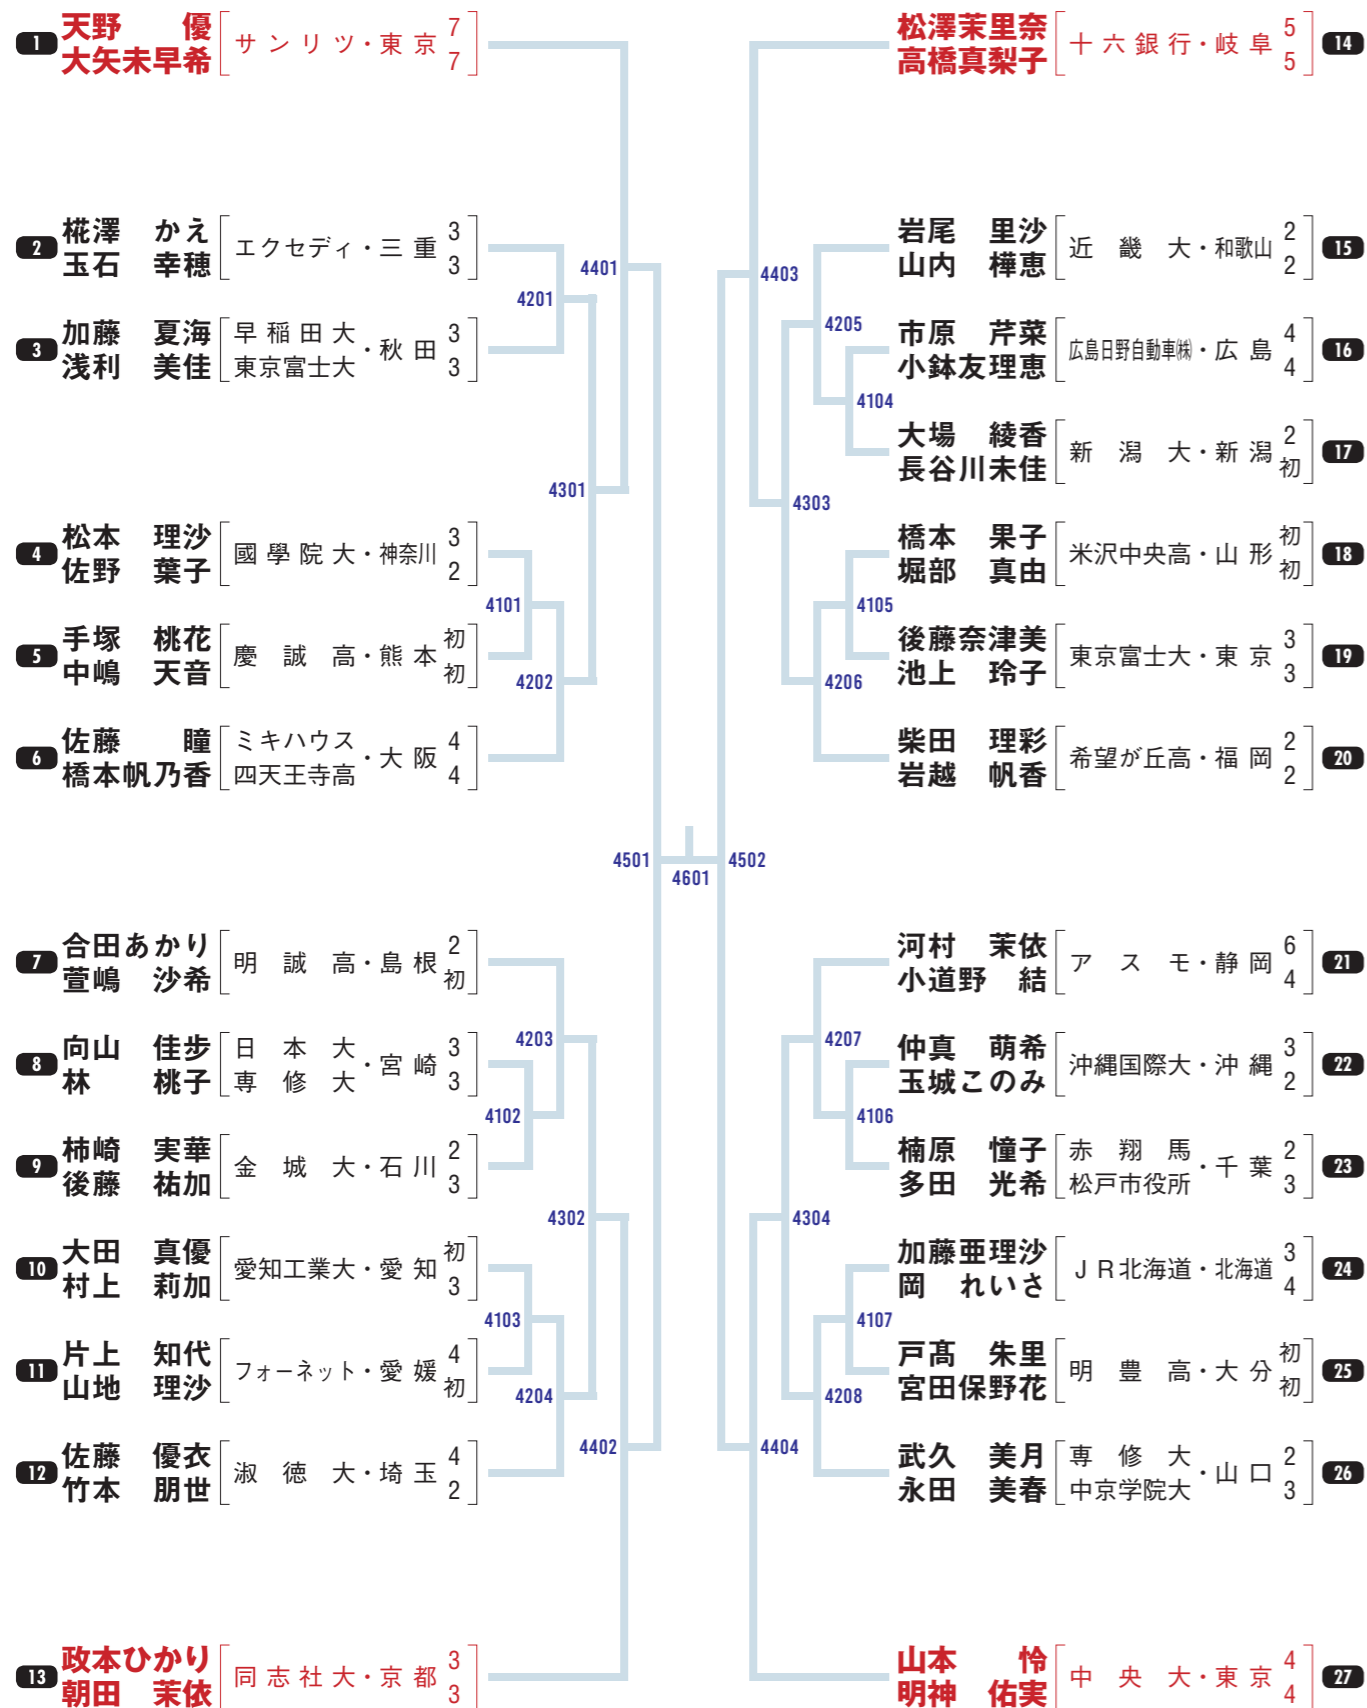 1 天野 優 サンリツ・東京 7
大矢未早希 7
2 椛澤 かえ エクセディ・三重 3
玉石 幸穂 3
3 加藤 夏海 早稲田大・秋田 3
浅利 美佳 東京富士大 3
4 松本 理沙 國學院大・神奈川 3
佐野 葉子 2
5 手塚 桃花 慶誠高・熊本 初
中嶋 天音 初
6 佐藤 瞳 ミキハウス・大阪 4
橋本帆乃香 四天王寺高 4
7 合田あかり 明誠高・島根 2
萱嶋 沙希 初
8 向山 佳歩 日本大・宮崎 3
林 桃子 専修大 3
9 柿崎 実華 金城大・石川 2
後藤 祐加 3
10 大田 真優 愛知工業大・愛知 初
村上 莉加 3
11 片上 知代 フォーネット・愛媛 4
山地 理沙 初
12 佐藤 優衣 淑徳大・埼玉 4
竹本 朋世 2
13 政本ひかり 同志社大・京都 3
朝田 茉依 3
4401
4201
4301
4101
4202
4501
4203
4102
4302
4103
4204
4402
4601
4403
4205
4104
4303
4105
4206
4502
4207
4106
4304
4107
4208
4404
松澤茉里奈 十六銀行・岐阜 5 14
高橋真梨子 5
岩尾 里沙 近畿大・和歌山 2 15
山内 樺恵 2
市原 芹菜 広島日野自動車㈱・広島 4 16
小鉢友理恵 4
大場 綾香 新潟大・新潟 2 17
長谷川未佳 初
橋本 果子 米沢中央高・山形 初 18
堀部 真由 初
後藤奈津美 東京富士大・東京 3 19
池上 玲子 3
柴田 理彩 希望が丘高・福岡 2 20
岩越 帆香 2
河村 茉依 アスモ・静岡 6 21
小道野 結 4
仲真 萌希 沖縄国際大・沖縄 3 22
玉城このみ 2
楠原 憧子 赤翔馬・千葉 2 23
多田 光希 松戸市役所 3
加藤亜理沙 ＪＲ北海道・北海道 3 24
岡 れいさ 4
戸髙 朱里 明豊高・大分 初 25
宮田保野花 初
武久 美月 専修大・山口 2 26
永田 美春 中京学院大 3
山本 怜 中央大・東京 4 27
明神 佑実 4